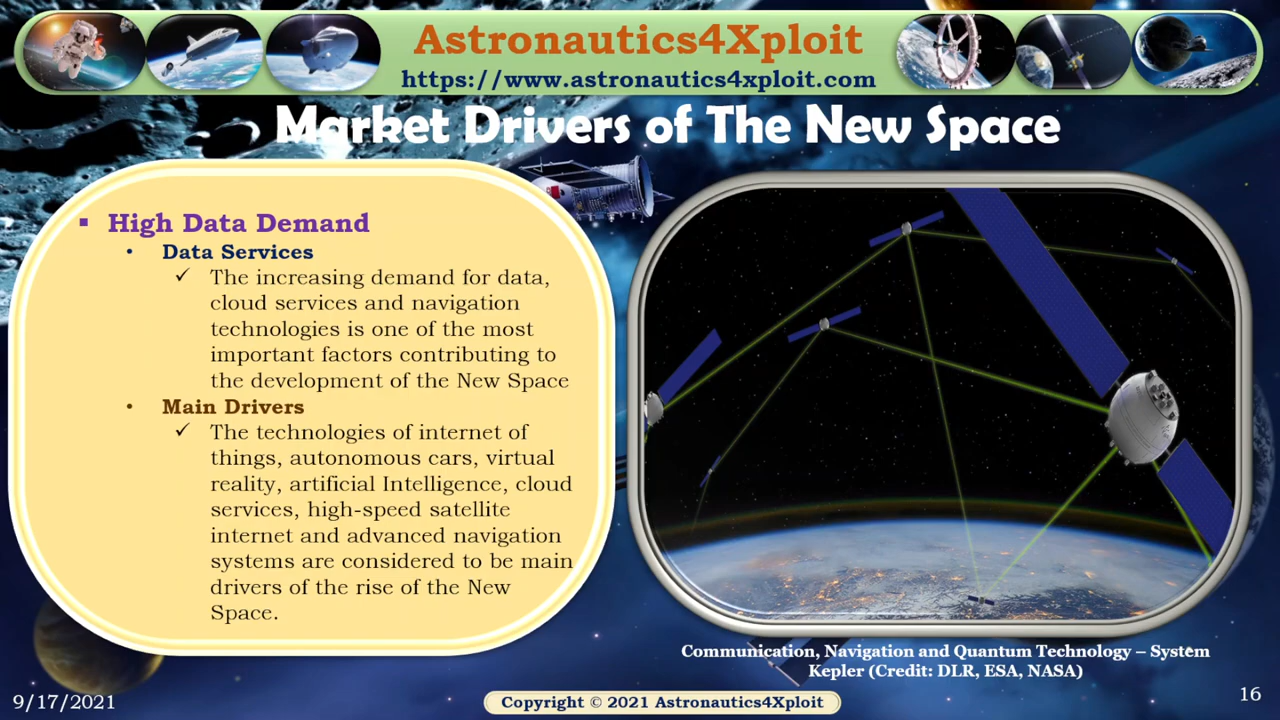 Astronautics4Xploit
https://www.astronautics4xploit.com
Market Drivers of The New Space
▪ High Data Demand
• Data Services
✓ The increasing demand for data,
cloud services and navigation
technologies is one of the most
important factors contributing to
the development of the New Space
• Main Drivers
✓ The technologies of internet of
things, autonomous cars, virtual
reality, artificial Intelligence, cloud
services, high-speed satellite
internet and advanced navigation
systems are considered to be main
drivers of the rise of the New
Space.
Communication, Navigation and Quantum Technology – System
Kepler (Credit: DLR, ESA, NASA)
9/17/2021
Copyright © 2021 Astronautics4Xploit
16